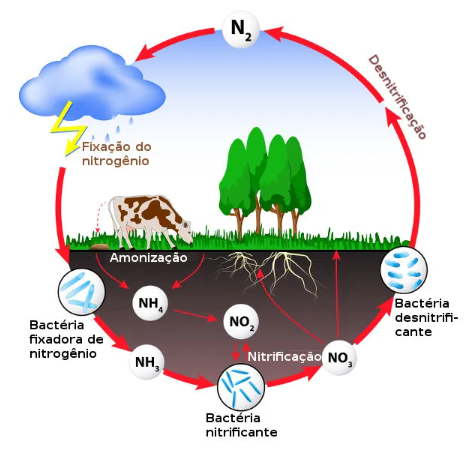 N2
Desnitrificação
Fixação do
nitrogênio
Amonização
NH4
NO2
Bactéria
fixadora de
nitrogênio
NH3
Nitrificação
NO3
Bactéria
desnitrifi-
cante
Bactéria
nitrificante